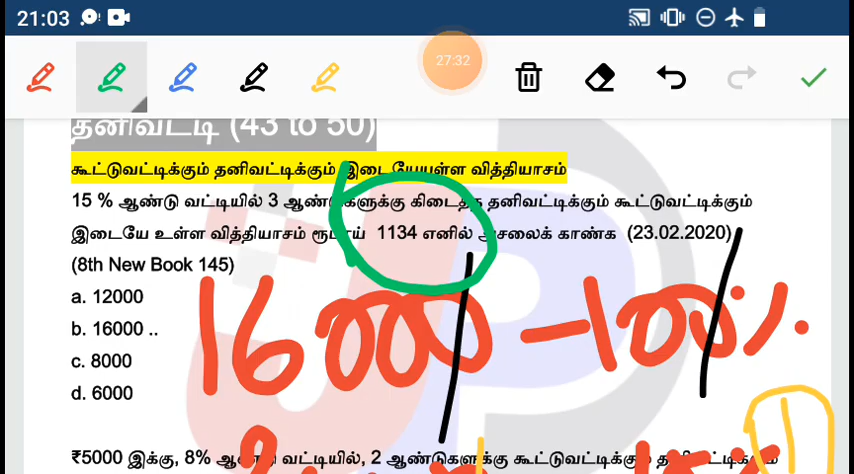 21:03
27:32
தனிவட்டி (43 to 50)
கூட்டுவட்டிக்கும் தனிவட்டிக்கும் இடையேயுள்ள வித்தியாசம்
15 % ஆண்டு வட்டியில் 3 ஆண்டுகளுக்கு கிடைத்த தனிவட்டிக்கும் கூட்டுவட்டிக்கும்
இடையே உள்ள வித்தியாசம் ரூபாய் 1134 எனில் அசலைக் காண்க (23.02.2020)
(8th New Book 145)
a. 12000
b. 16000 ..
c. 8000
d. 6000
16000 - 100%
₹5000 இக்கு, 8% ஆண்டு வட்டியில், 2 ஆண்டுகளுக்கு கூட்டுவட்டிக்கும் தனிவட்டிக்கும்